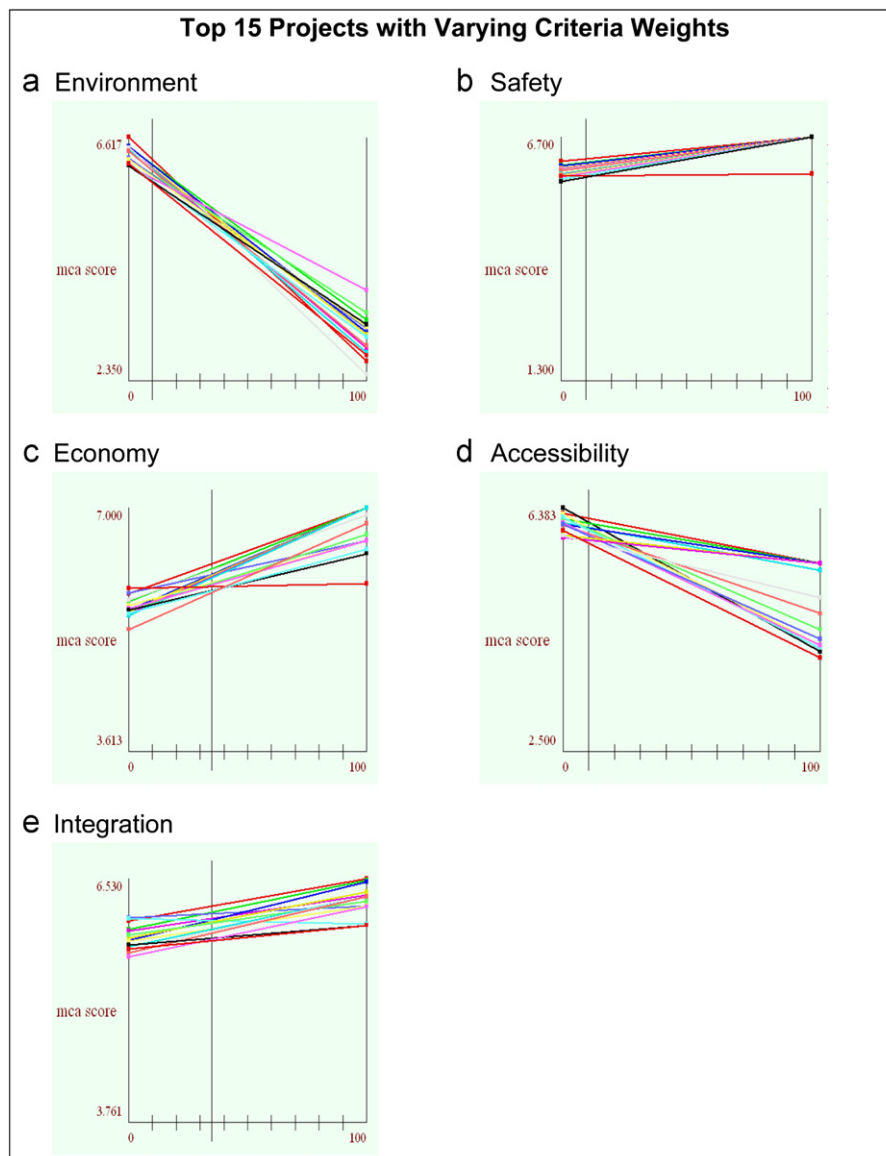 Top 15 Projects with Varying Criteria Weights
a Environment
b Safety
6.617
mca score
2.350
0 100
6.700
mca score
1.300
0 100
c Economy
d Accessibility
7.000
mca score
3.613
0 100
6.383
mca score
2.500
0 100
e Integration
6.530
mca score
3.761
0 100